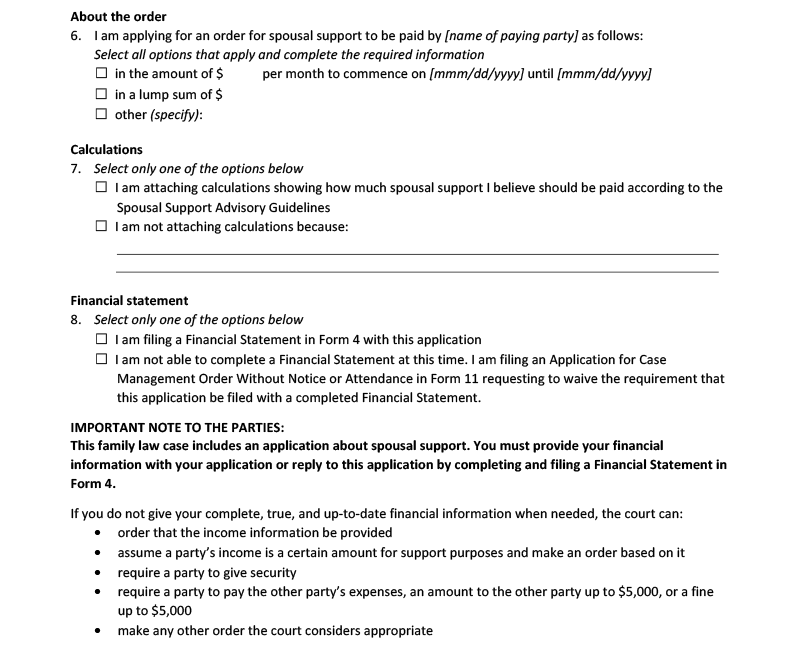 About the order
6. I am applying for an order for spousal support to be paid by [name of paying party] as follows:
Select all options that apply and complete the required information
☐ in the amount of $ per month to commence on [mmm/dd/yyyy] until [mmm/dd/yyyy]
☐ in a lump sum of $
☐ other (specify):
Calculations
7. Select only one of the options below
☐ I am attaching calculations showing how much spousal support I believe should be paid according to the
Spousal Support Advisory Guidelines
☐ I am not attaching calculations because:
Financial statement
8. Select only one of the options below
☐ I am filing a Financial Statement in Form 4 with this application
☐ I am not able to complete a Financial Statement at this time. I am filing an Application for Case
Management Order Without Notice or Attendance in Form 11 requesting to waive the requirement that
this application be filed with a completed Financial Statement.
IMPORTANT NOTE TO THE PARTIES:
This family law case includes an application about spousal support. You must provide your financial
information with your application or reply to this application by completing and filing a Financial Statement in
Form 4.
If you do not give your complete, true, and up-to-date financial information when needed, the court can:
• order that the income information be provided
• assume a party's income is a certain amount for support purposes and make an order based on it
• require a party to give security
• require a party to pay the other party's expenses, an amount to the other party up to $5,000, or a fine
up to $5,000
• make any other order the court considers appropriate